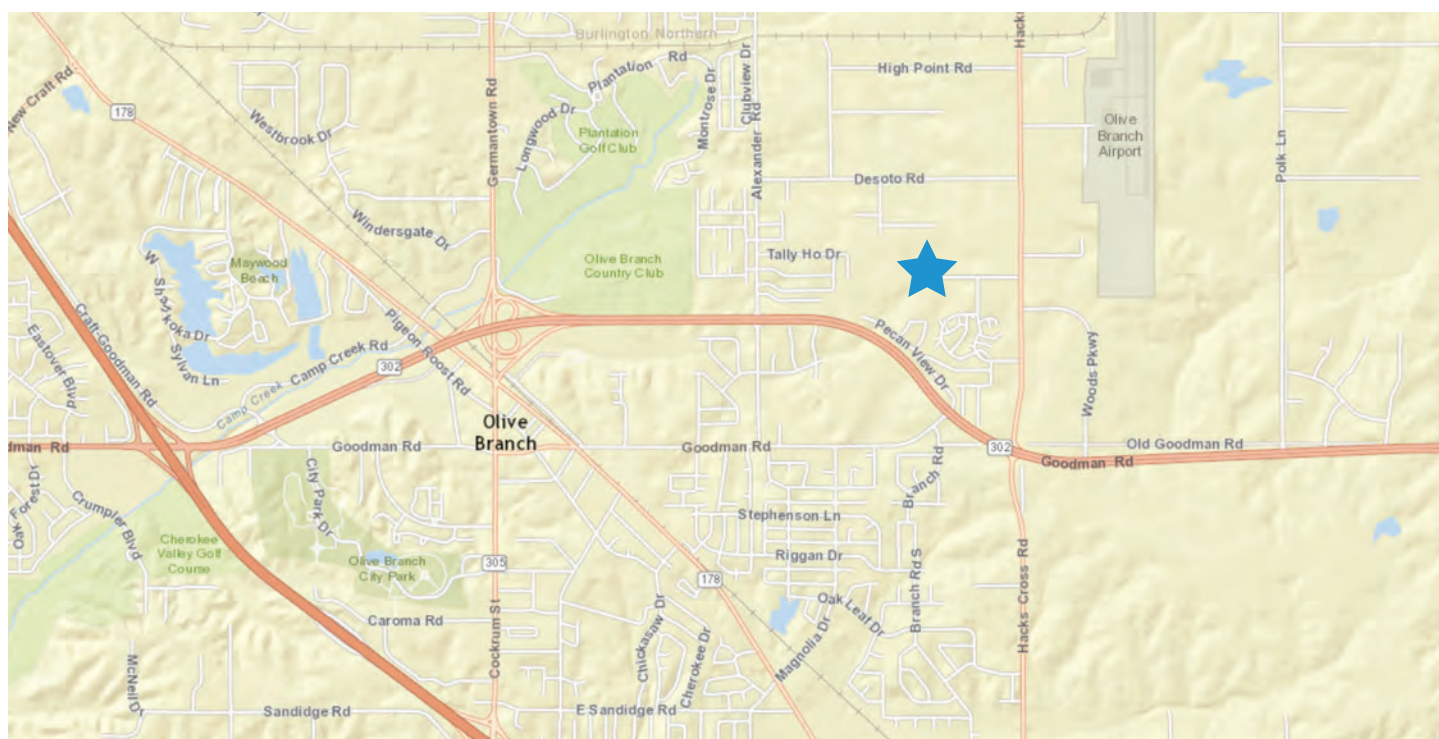 Burlington Northern
Hacks
New Craft Rd
178
Westbrook Dr
Germantown Rd
Plantation Rd
Longwood Dr
Plantation
Golf Club
Montrose Dr
Clubview Dr
Alexander Rd
High Point Rd
Olive
Branch
Airport
Polk Ln
Desoto Rd
Windersgate Dr
Maywood
Beach
Olive Branch
Country Club
Tally Ho Dr
W
Sylvan Ln
Craft-Goodman Rd
Eastover Blvd
Pigeon Roost Rd
Camp Creek Rd
Camp Creek
302
Pecan View Dr
Woods Pkwy
Olive
Branch
dman Rd
Goodman Rd
Goodman Rd
302
Goodman Rd
Old Goodman Rd
Oak Forest Dr
Crumpler Blvd
City Park Dr
Branch Rd
Stephenson Ln
Cherokee
Valley Golf
Course
Olive Branch
City Park
305
Riggan Dr
178
Branch Rd S
Hacks Cross Rd
Oak Leaf Dr
Magnolia Dr
Caroma Rd
Cockrum St
Chickasaw Dr
Cherokee Dr
McNeil Dr
Sandidge Rd
E Sandidge Rd